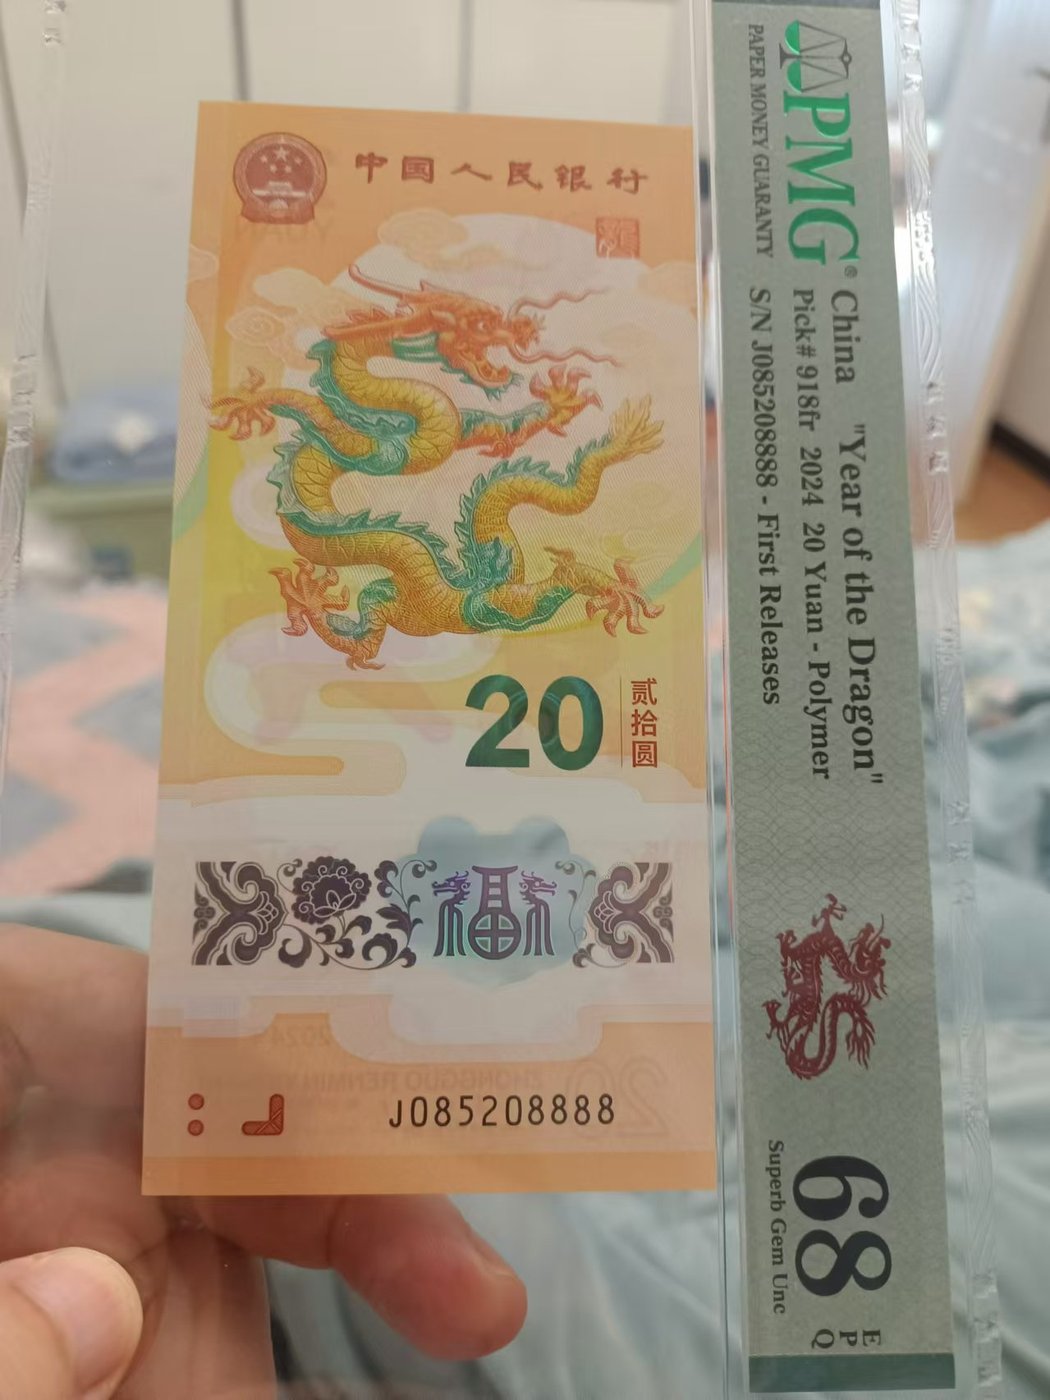 中国人民银行
20
贰拾圆
福
J085208888
PMG®
PAPER MONEY GUARANTY
China "Year of the Dragon"
Pick# 918fr 2024 20 Yuan - Polymer
S/N J085208888 - First Releases
68 EPQ
Superb Gem Unc